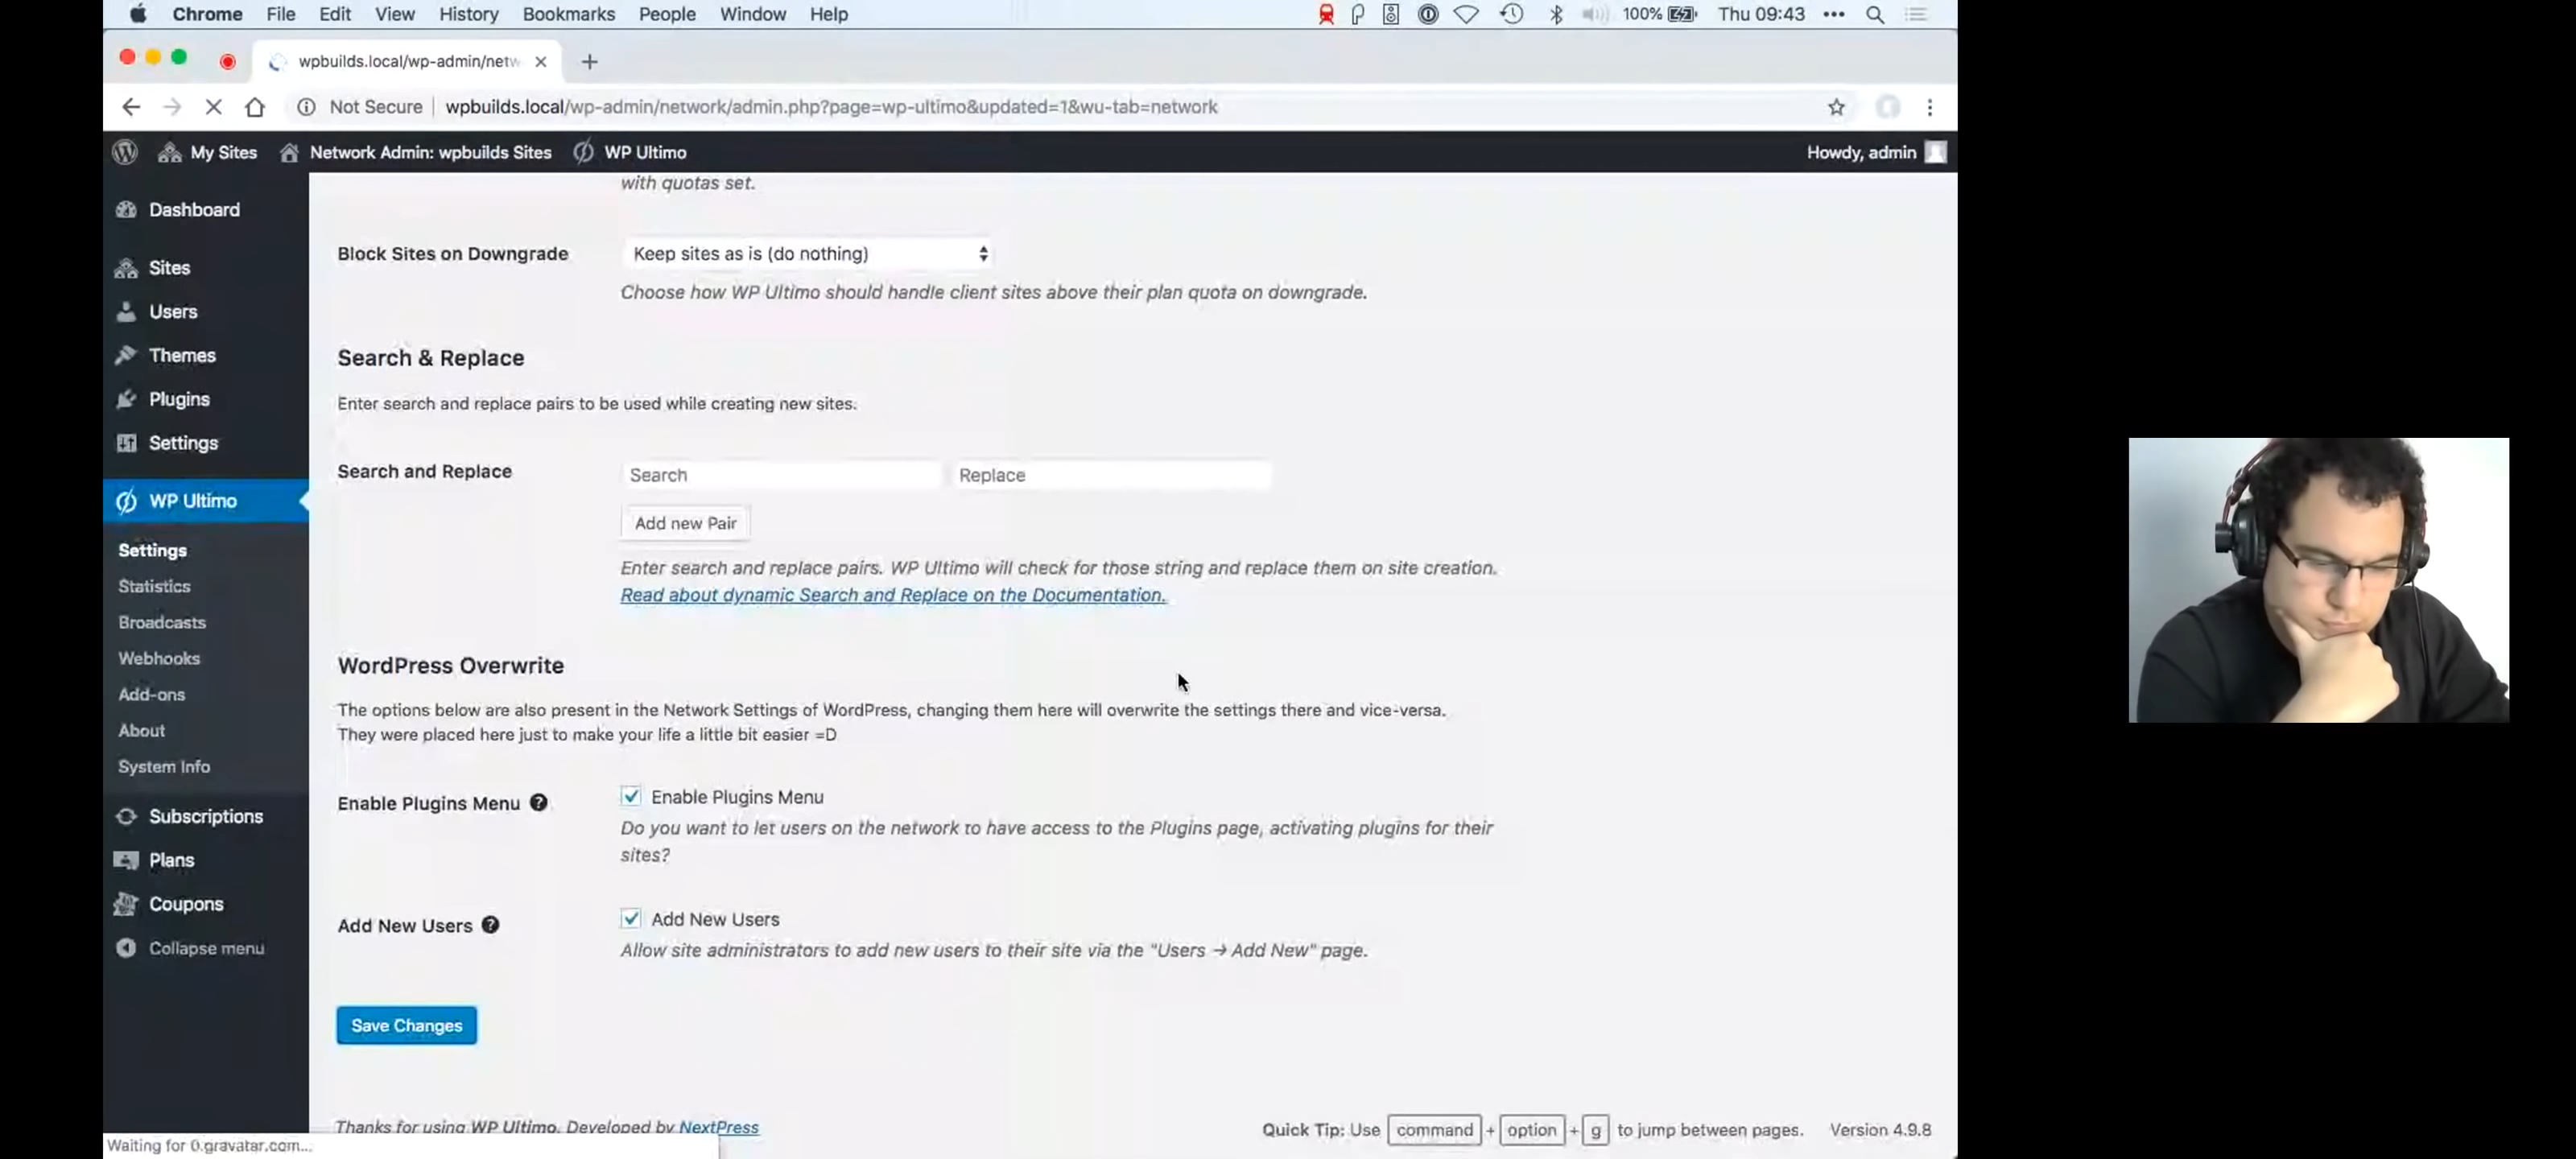 Chrome File Edit View History Bookmarks People Window Help 100% Thu 09:43
wpbuilds.local/wp-admin/netw
Not Secure wpbuilds.local/wp-admin/network/admin.php?page=wp-ultimo&updated=1&wu-tab=network
My Sites Network Admin: wpbuilds Sites WP Ultimo Howdy, admin
Dashboard
Sites
Users
Themes
Plugins
Settings
WP Ultimo
Settings
Statistics
Broadcasts
Webhooks
Add-ons
About
System Info
Subscriptions
Plans
Coupons
Collapse menu
with quotas set.
Block Sites on Downgrade Keep sites as is (do nothing)
Choose how WP Ultimo should handle client sites above their plan quota on downgrade.
Search & Replace
Enter search and replace pairs to be used while creating new sites.
Search and Replace Search Replace
Add new Pair
Enter search and replace pairs. WP Ultimo will check for those string and replace them on site creation.
Read about dynamic Search and Replace on the Documentation.
WordPress Overwrite
The options below are also present in the Network Settings of WordPress, changing them here will overwrite the settings there and vice-versa.
They were placed here just to make your life a little bit easier =D
Enable Plugins Menu ? Enable Plugins Menu
Do you want to let users on the network to have access to the Plugins page, activating plugins for their
sites?
Add New Users ? Add New Users
Allow site administrators to add new users to their site via the "Users → Add New" page.
Save Changes
Thanks for using WP Ultimo. Developed by NextPress
Quick Tip: Use command + option + g to jump between pages. Version 4.9.8
Waiting for 0.gravatar.com...